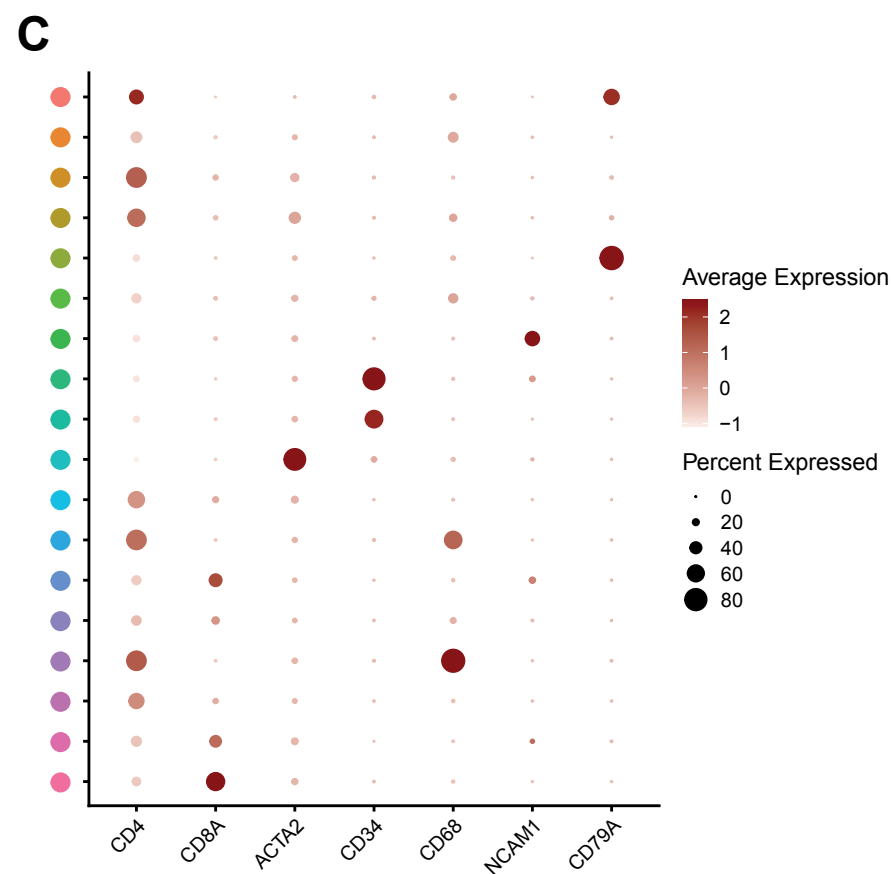 C
Average Expression
2
1
0
−1
Percent Expressed
0
20
40
60
80
CD4
CD8A
ACTA2
CD34
CD68
NCAM1
CD79A